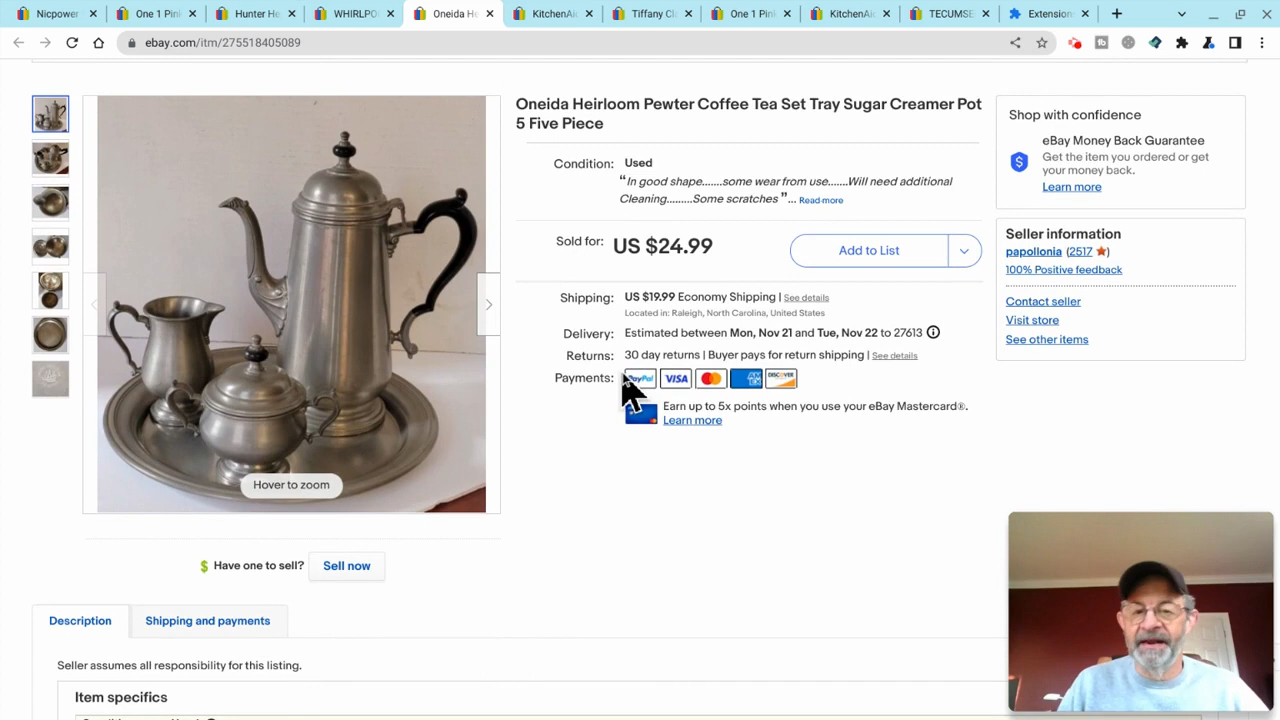 Nicpower
One 1 Pink
Hunter He
WHIRLPO
Oneida He
KitchenAi
Tiffany Cl
One 1 Pink
KitchenAi
TECUMSE
Extension
ebay.com/itm/275518405089
Oneida Heirloom Pewter Coffee Tea Set Tray Sugar Creamer Pot
5 Five Piece
Condition: Used
“In good shape.......some wear from use.......Will need additional
Cleaning.........Some scratches ”... Read more
Sold for: US $24.99
Add to List
Shipping: US $19.99 Economy Shipping | See details
Located in: Raleigh, North Carolina, United States
Delivery: Estimated between Mon, Nov 21 and Tue, Nov 22 to 27613
Returns: 30 day returns | Buyer pays for return shipping | See details
Payments: PayPal VISA DISCOVER
Earn up to 5x points when you use your eBay Mastercard®.
Learn more
Shop with confidence
eBay Money Back Guarantee
Get the item you ordered or get
your money back.
Learn more
Seller information
papollonia (2517)
100% Positive feedback
Contact seller
Visit store
See other items
Hover to zoom
Have one to sell? Sell now
Description
Shipping and payments
Seller assumes all responsibility for this listing.
Item specifics